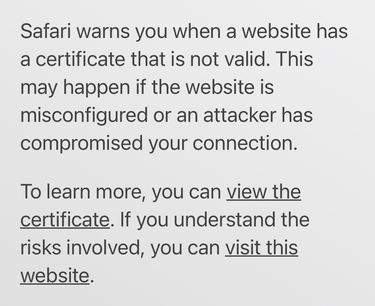 Safari warns you when a website has
a certificate that is not valid. This
may happen if the website is
misconfigured or an attacker has
compromised your connection.
To learn more, you can view the
certificate. If you understand the
risks involved, you can visit this
website.